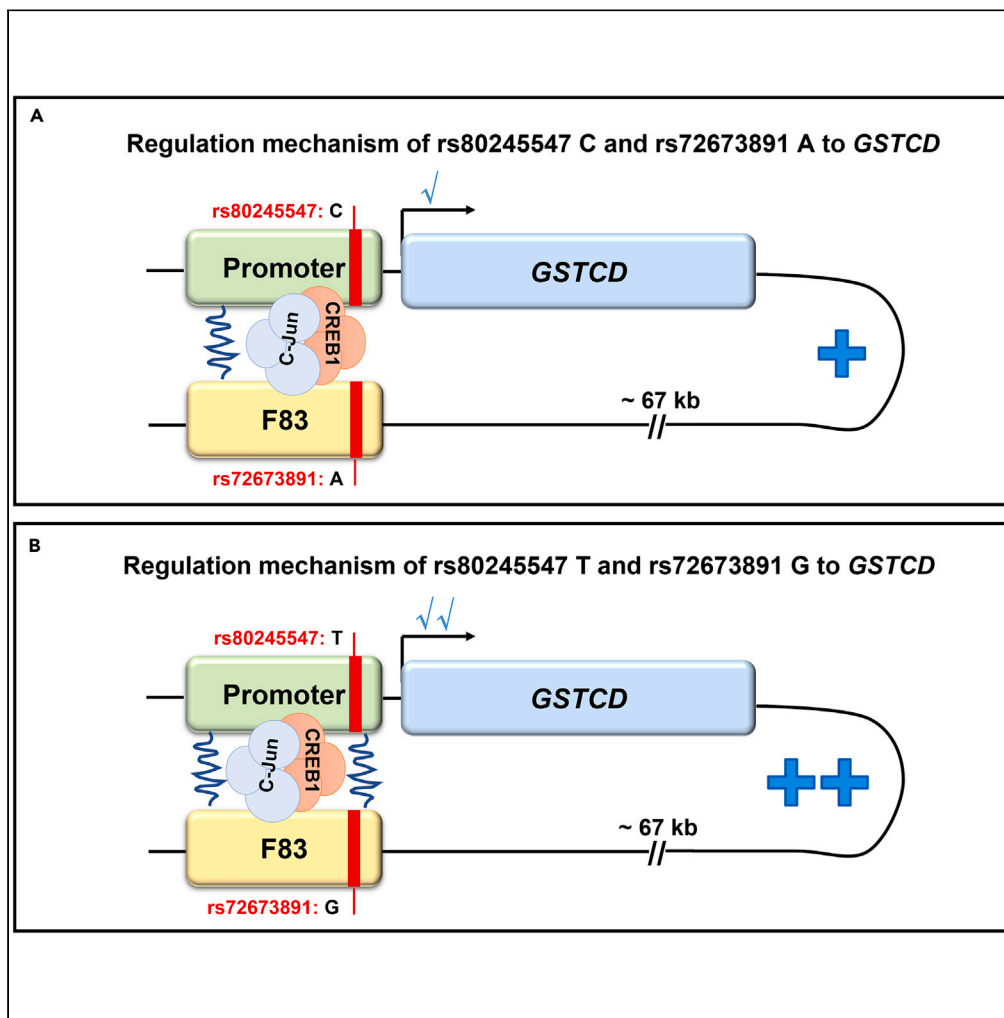 A
Regulation mechanism of rs80245547 C and rs72673891 A to GSTCD
√
rs80245547: C
Promoter
GSTCD
C-Jun
CREB1
F83
~ 67 kb
rs72673891: A
B
Regulation mechanism of rs80245547 T and rs72673891 G to GSTCD
√√
rs80245547: T
Promoter
GSTCD
C-Jun
CREB1
F83
~ 67 kb
rs72673891: G